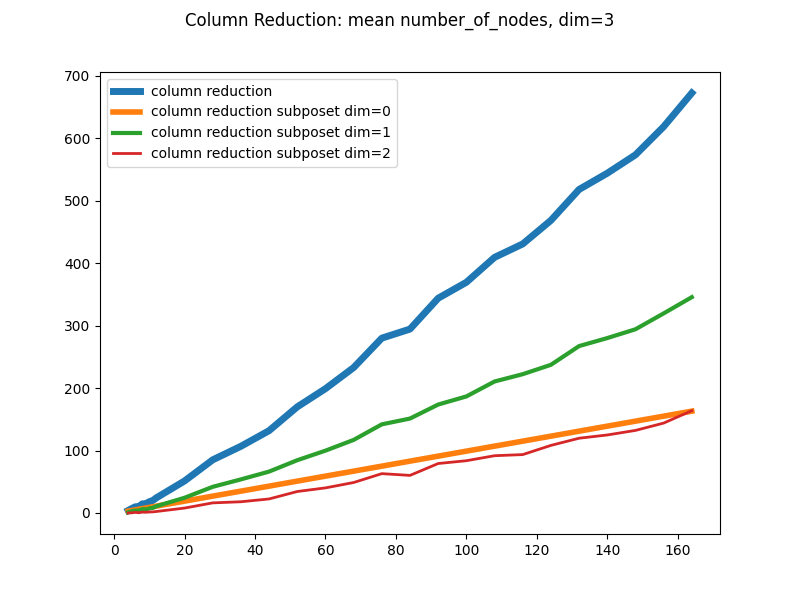 Column Reduction: mean number_of_nodes, dim=3
700
600
500
400
300
200
100
0
column reduction
column reduction subposet dim=0
column reduction subposet dim=1
column reduction subposet dim=2
0 20 40 60 80 100 120 140 160